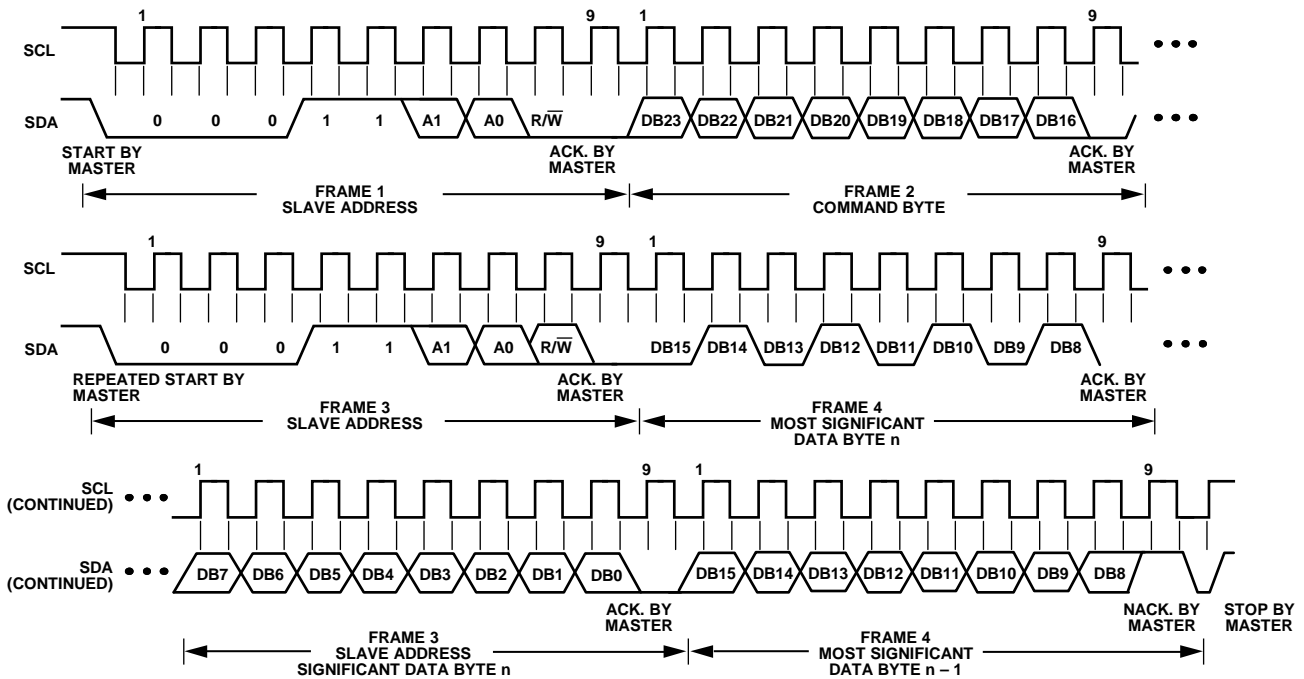 1 9 1 9
SCL
SDA 0 0 0 1 1 A1 A0 R/W̅ DB23 DB22 DB21 DB20 DB19 DB18 DB17 DB16
START BY MASTER
ACK. BY MASTER
ACK. BY MASTER
FRAME 1
SLAVE ADDRESS
FRAME 2
COMMAND BYTE
1 9 1 9
SCL
SDA 0 0 0 1 1 A1 A0 R/W̅ DB15 DB14 DB13 DB12 DB11 DB10 DB9 DB8
REPEATED START BY MASTER
ACK. BY MASTER
ACK. BY MASTER
FRAME 3
SLAVE ADDRESS
FRAME 4
MOST SIGNIFICANT
DATA BYTE n
1 9 1 9
SCL
(CONTINUED)
SDA
(CONTINUED)
DB7 DB6 DB5 DB4 DB3 DB2 DB1 DB0 DB15 DB14 DB13 DB12 DB11 DB10 DB9 DB8
ACK. BY MASTER
NACK. BY MASTER
STOP BY MASTER
FRAME 3
SLAVE ADDRESS
SIGNIFICANT DATA BYTE n
FRAME 4
MOST SIGNIFICANT
DATA BYTE n – 1